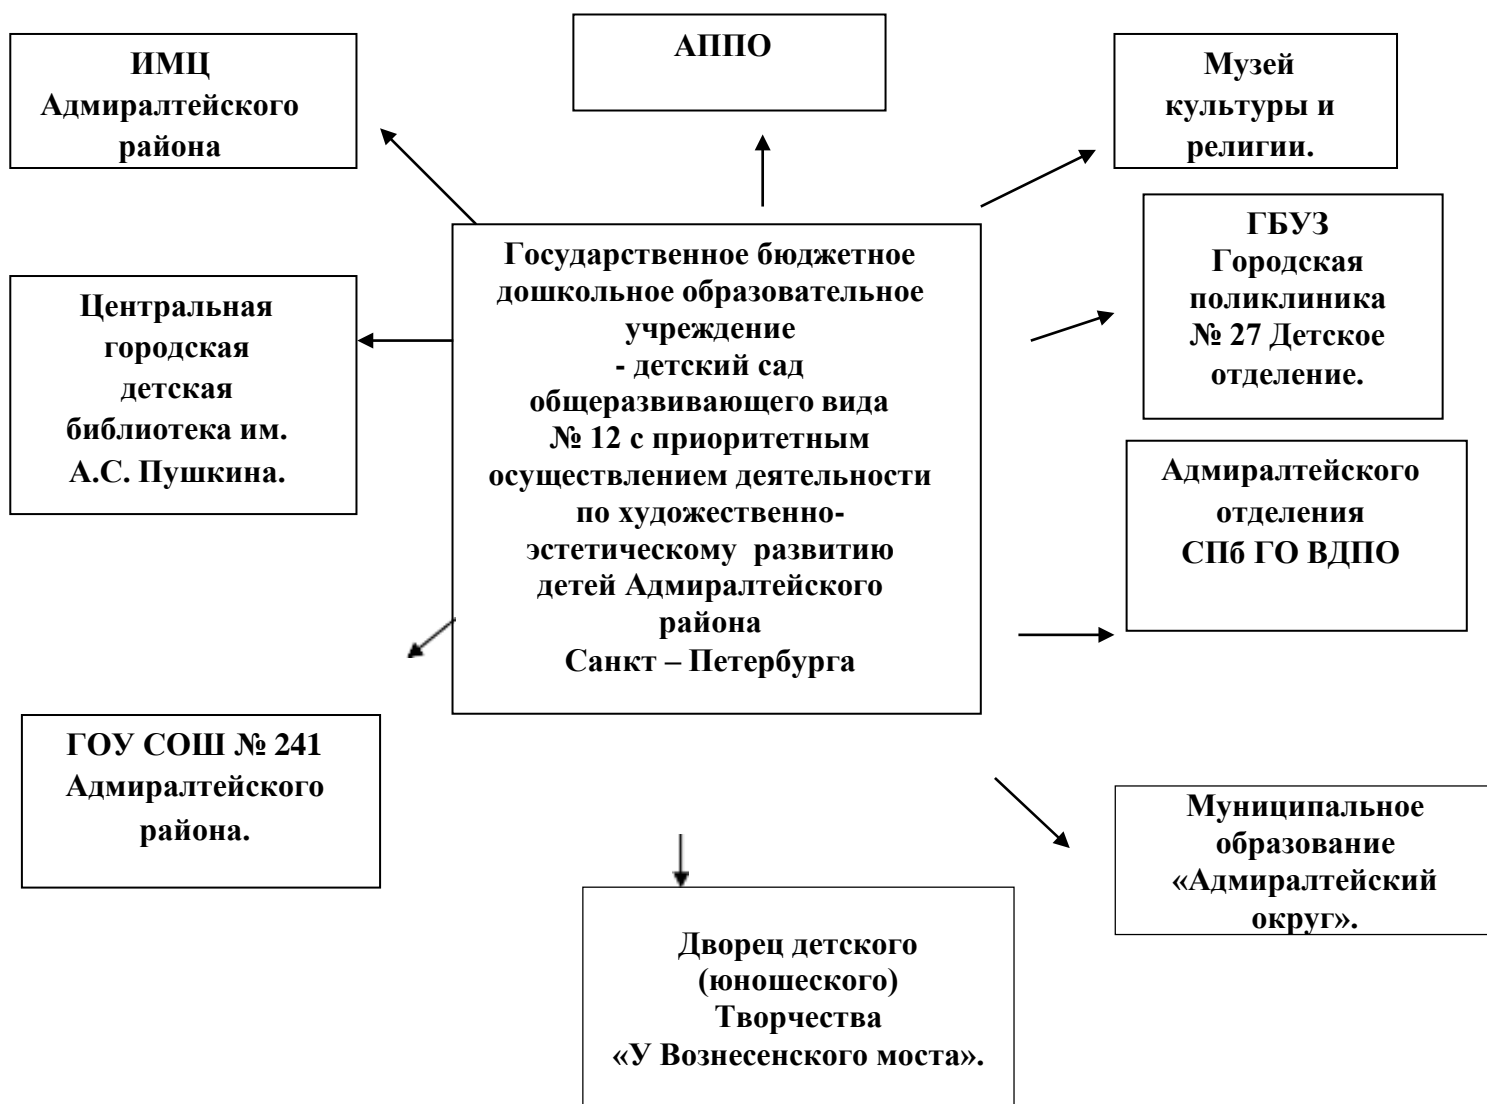 ИМЦ
Адмиралтейского
района
АППО
Музей
культуры и
религии.
Центральная
городская
детская
библиотека им.
А.С. Пушкина.
Государственное бюджетное
дошкольное образовательное
учреждение
- детский сад
общеразвивающего вида
№ 12 с приоритетным
осуществлением деятельности
по художественно-
эстетическому развитию
детей Адмиралтейского
района
Санкт – Петербурга
ГБУЗ
Городская
поликлиника
№ 27 Детское
отделение.
Адмиралтейского
отделения
СПб ГО ВДПО
ГОУ СОШ № 241
Адмиралтейского
района.
Дворец детского
(юношеского)
Творчества
«У Вознесенского моста».
Муниципальное
образование
«Адмиралтейский
округ».